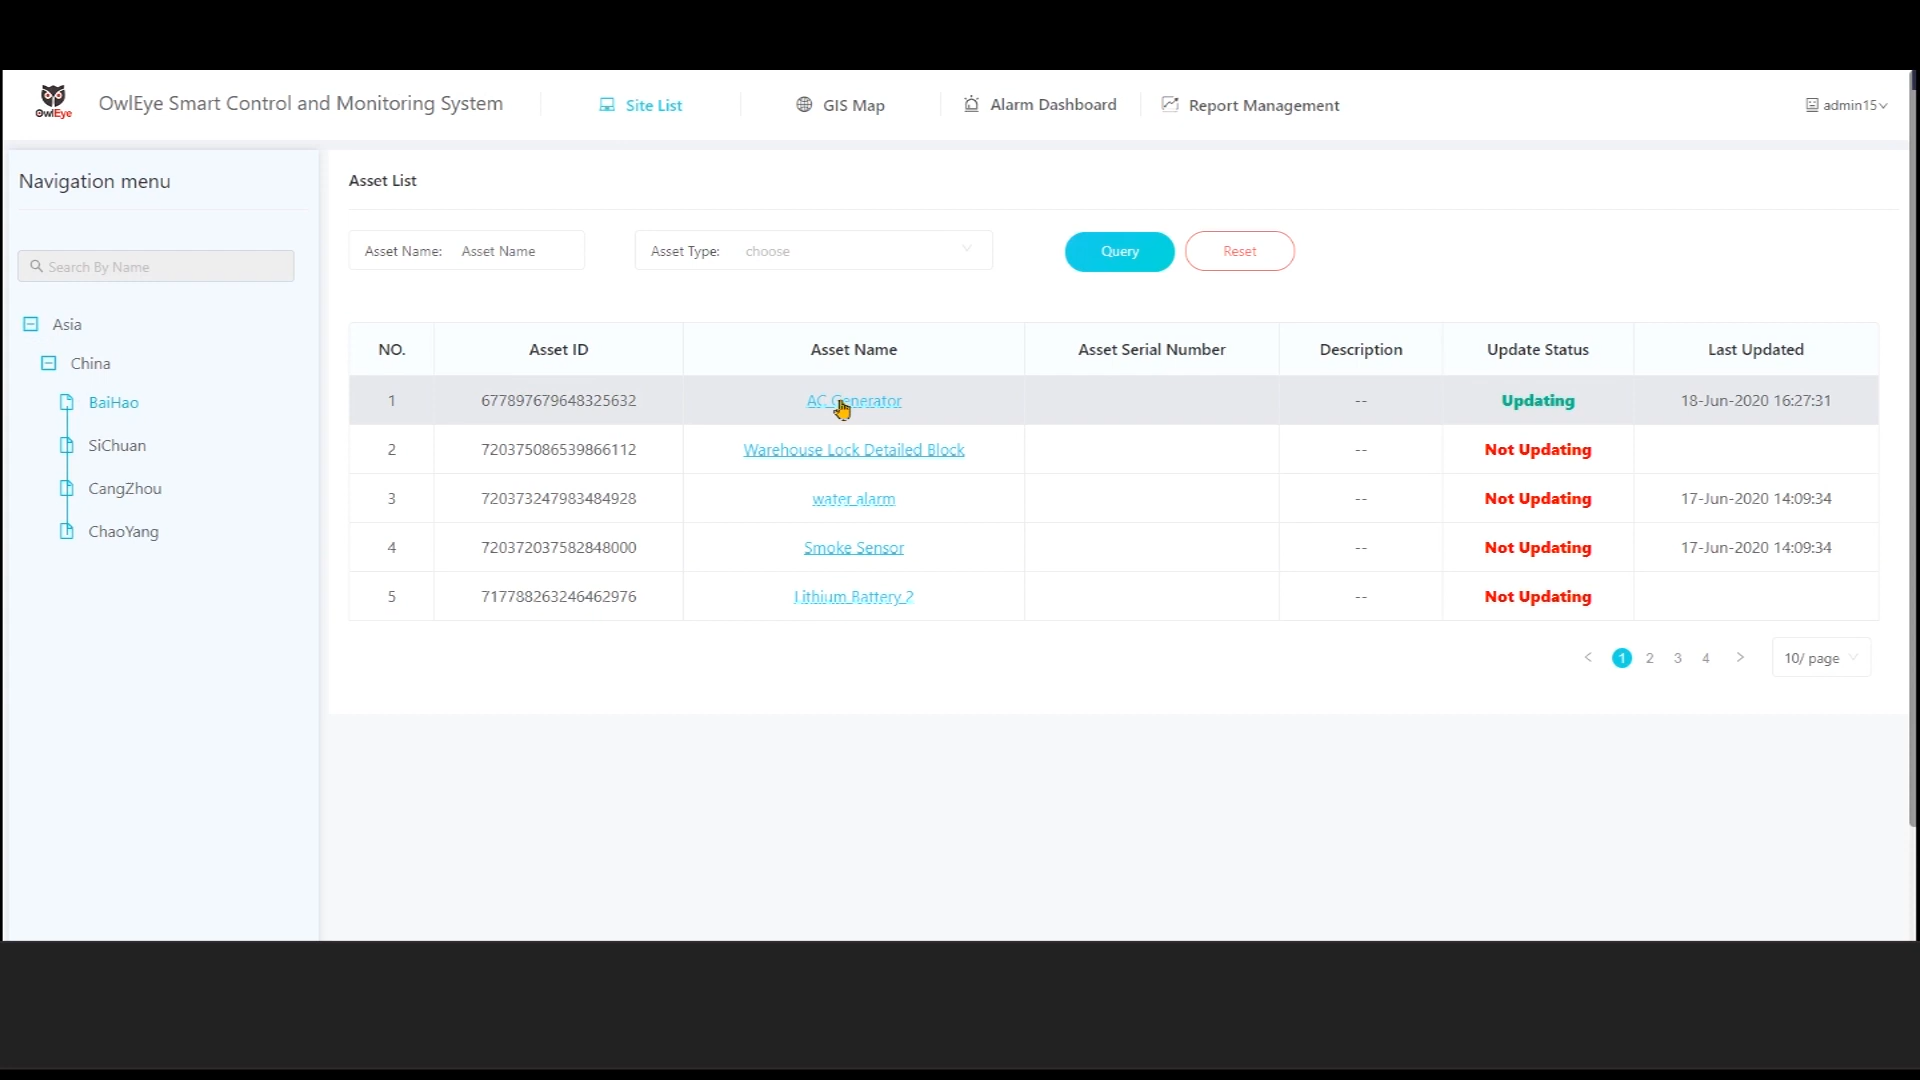 OwlEye
OwlEye Smart Control and Monitoring System
Site List
GIS Map
Alarm Dashboard
Report Management
admin15
Navigation menu
Search By Name
Asia
China
BaiHao
SiChuan
CangZhou
ChaoYang
Asset List
Asset Name: Asset Name
Asset Type: choose
Query
Reset
NO. Asset ID Asset Name Asset Serial Number Description Update Status Last Updated
1 677897679648325632 AC Generator -- Updating 18-Jun-2020 16:27:31
2 720375086539866112 Warehouse Lock Detailed Block -- Not Updating
3 720373247983484928 water alarm -- Not Updating 17-Jun-2020 14:09:34
4 720372037582848000 Smoke Sensor -- Not Updating 17-Jun-2020 14:09:34
5 717788263246462976 Lithium Battery 2 -- Not Updating
< 1 2 3 4 > 10/ page